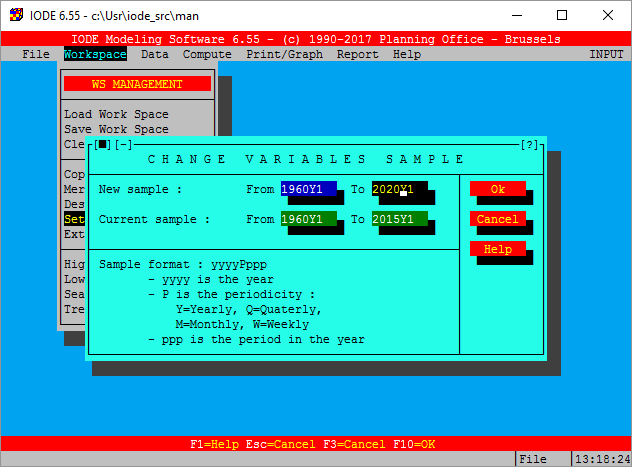 IODE 6.55 - c:\Usr\iode_src\man
IODE Modeling Software 6.55 - (c) 1990-2017 Planning Office - Brussels
File Workspace Data Compute Print/Graph Report Help INPUT
WS MANAGEMENT
Load Work Space
Save Work Space
Cle
[■][-] [?]
CHANGE VARIABLES SAMPLE
Cop
Mer
Des
Set
Ext
Hig
Low
Sea
Tre
New sample : From 1960Y1 To 2020Y1 Ok
Current sample : From 1960Y1 To 2015Y1 Cancel
Help
Sample format : yyyyPppp
- yyyy is the year
- P is the periodicity :
Y=Yearly, Q=Quaterly,
M=Monthly, W=Weekly
- ppp is the period in the year
F1=Help Esc=Cancel F3=Cancel F10=OK
File 13:18:24